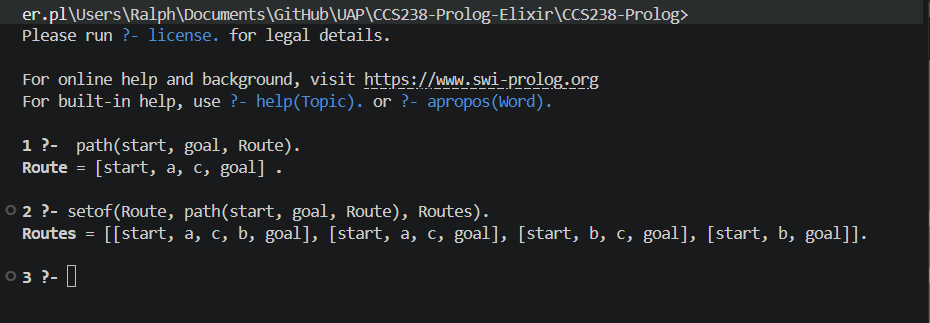 er.pl\Users\Ralph\Documents\GitHub\UAP\CCS238-Prolog-Elixir\CCS238-Prolog>
Please run ?- license. for legal details.
For online help and background, visit https://www.swi-prolog.org
For built-in help, use ?- help(Topic). or ?- apropos(Word).
1 ?-  path(start, goal, Route).
Route = [start, a, c, goal] .
2 ?- setof(Route, path(start, goal, Route), Routes).
Routes = [[start, a, c, b, goal], [start, a, c, goal], [start, b, c, goal], [start, b, goal]].
3 ?-